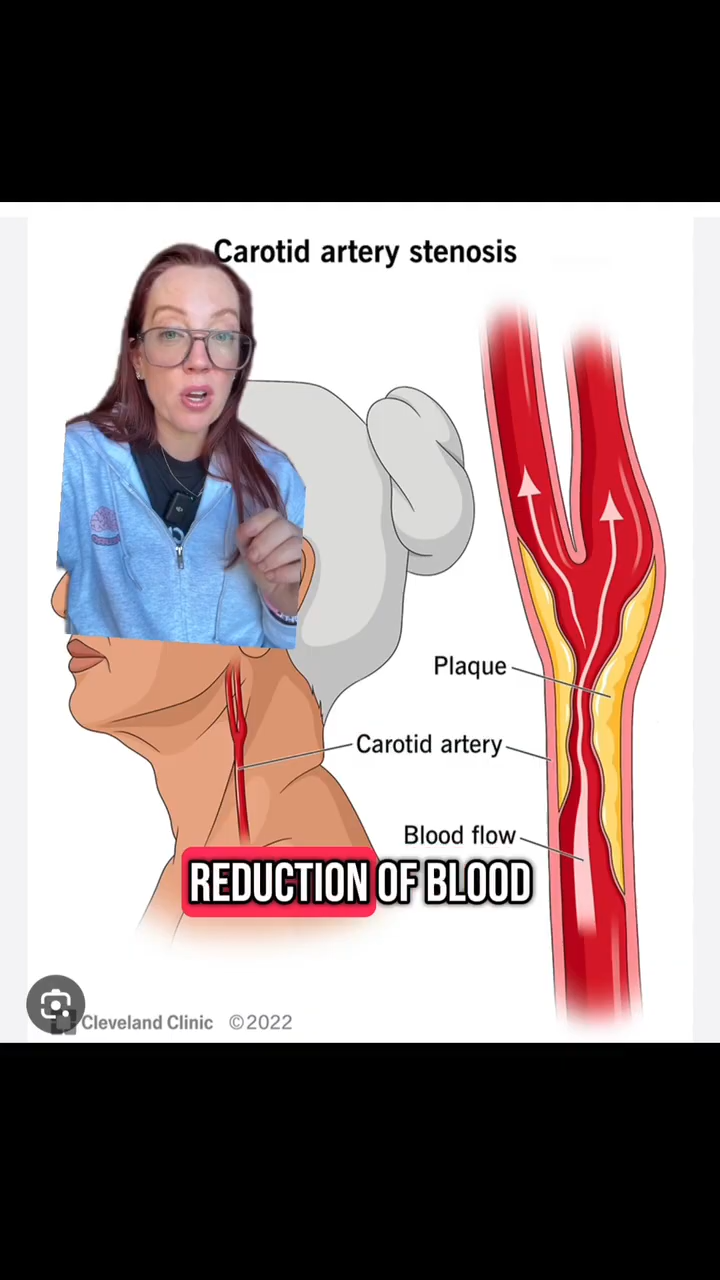 Carotid artery stenosis
Plaque
Carotid artery
Blood flow
REDUCTION OF BLOOD
Cleveland Clinic ©2022